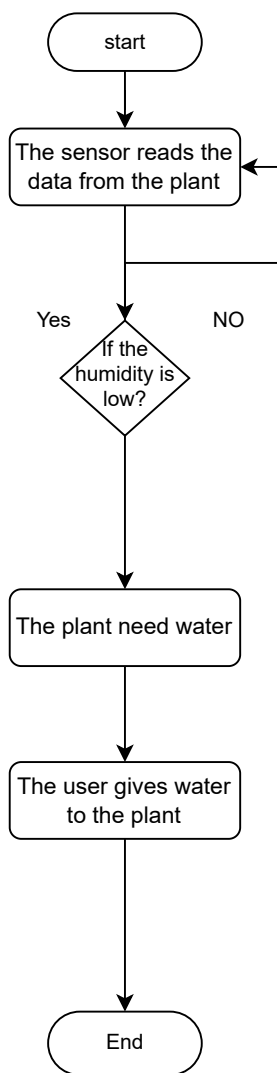 start
The sensor reads the
data from the plant
Yes
NO
If the
humidity is
low?
The plant need water
The user gives water
to the plant
End